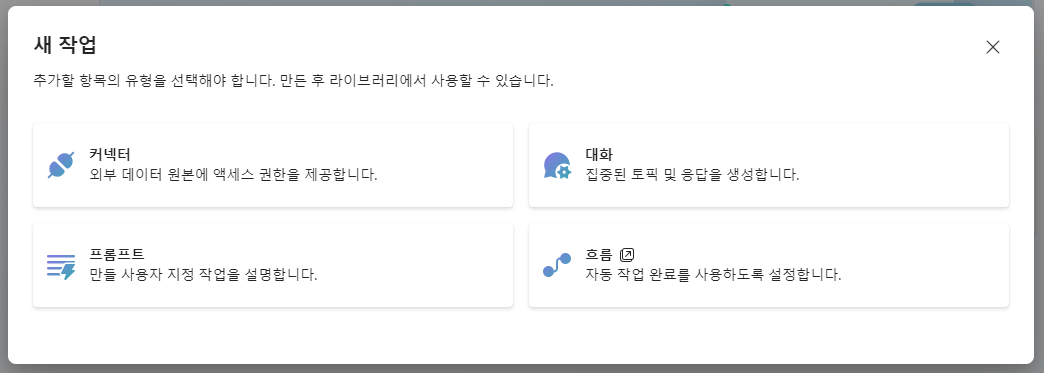 새 작업
추가할 항목의 유형을 선택해야 합니다. 만든 후 라이브러리에서 사용할 수 있습니다.
커넥터
외부 데이터 원본에 액세스 권한을 제공합니다.
대화
집중된 토픽 및 응답을 생성합니다.
프롬프트
만들 사용자 지정 작업을 설명합니다.
흐름
자동 작업 완료를 사용하도록 설정합니다.